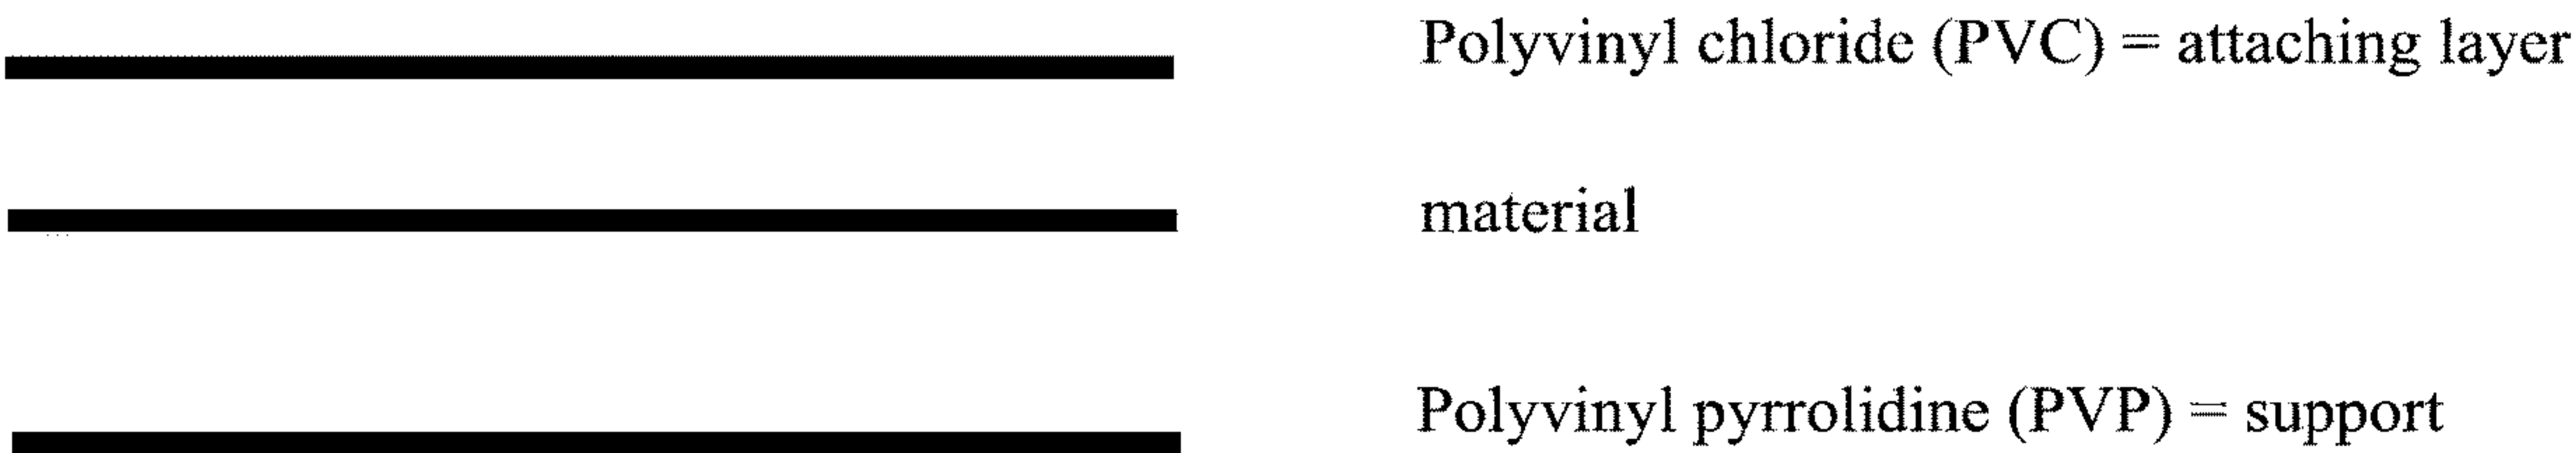 Polyvinyl chloride (PVC) = attaching layer
material
Polyvinyl pyrrolidine (PVP) = support